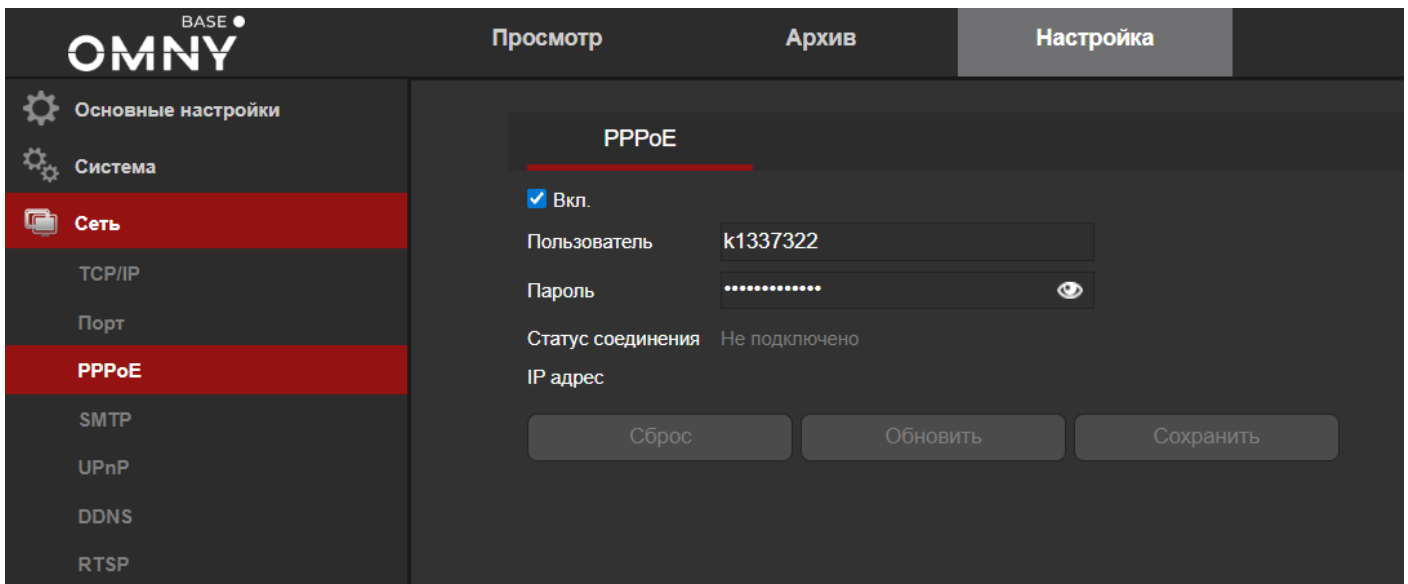 BASE
OMNY
Просмотр
Архив
Настройка
Основные настройки
Система
Сеть
TCP/IP
Порт
PPPoE
SMTP
UPnP
DDNS
RTSP
PPPoE
Вкл.
Пользователь k1337322
Пароль •••••••••••••
Статус соединения Не подключено
IP адрес
Сброс
Обновить
Сохранить